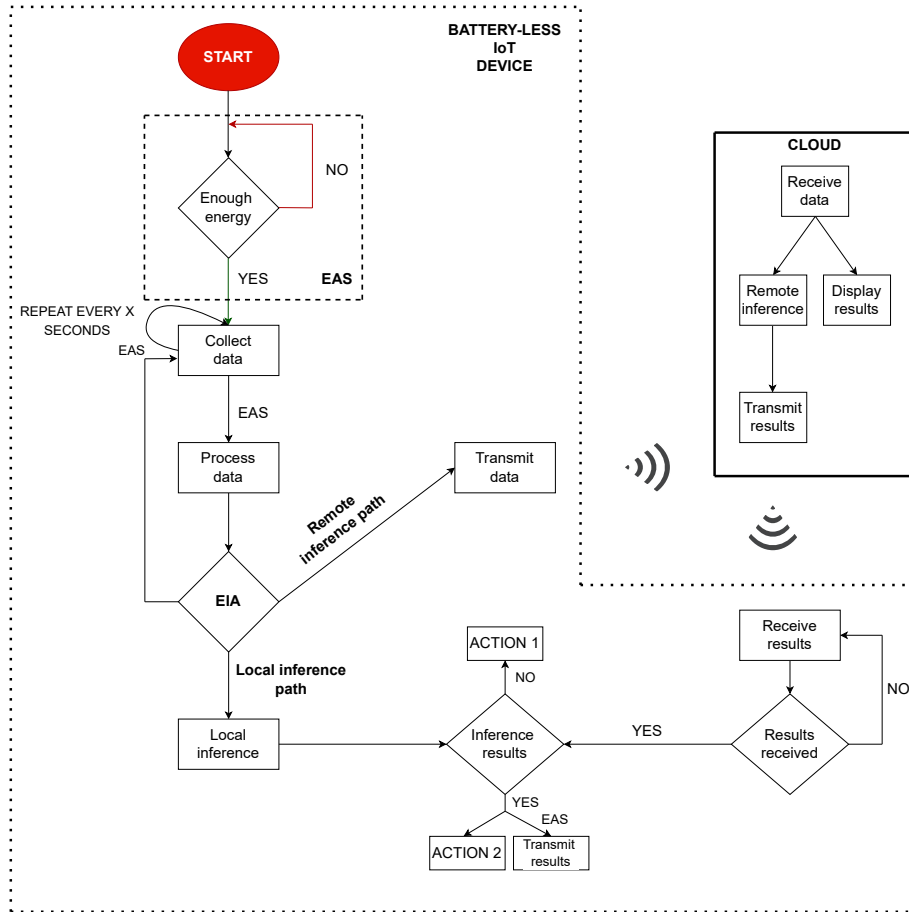 BATTERY-LESS
IoT
DEVICE
START
NO
Enough
energy
YES
EAS
CLOUD
Receive
data
Remote
inference
Display
results
Transmit
results
REPEAT EVERY X
SECONDS
EAS
Collect
data
EAS
Process
data
Transmit
data
Remote
inference path
EIA
Local inference
path
Local
inference
ACTION 1
NO
Inference
results
YES
EAS
ACTION 2
Transmit
results
Receive
results
NO
YES
Results
received